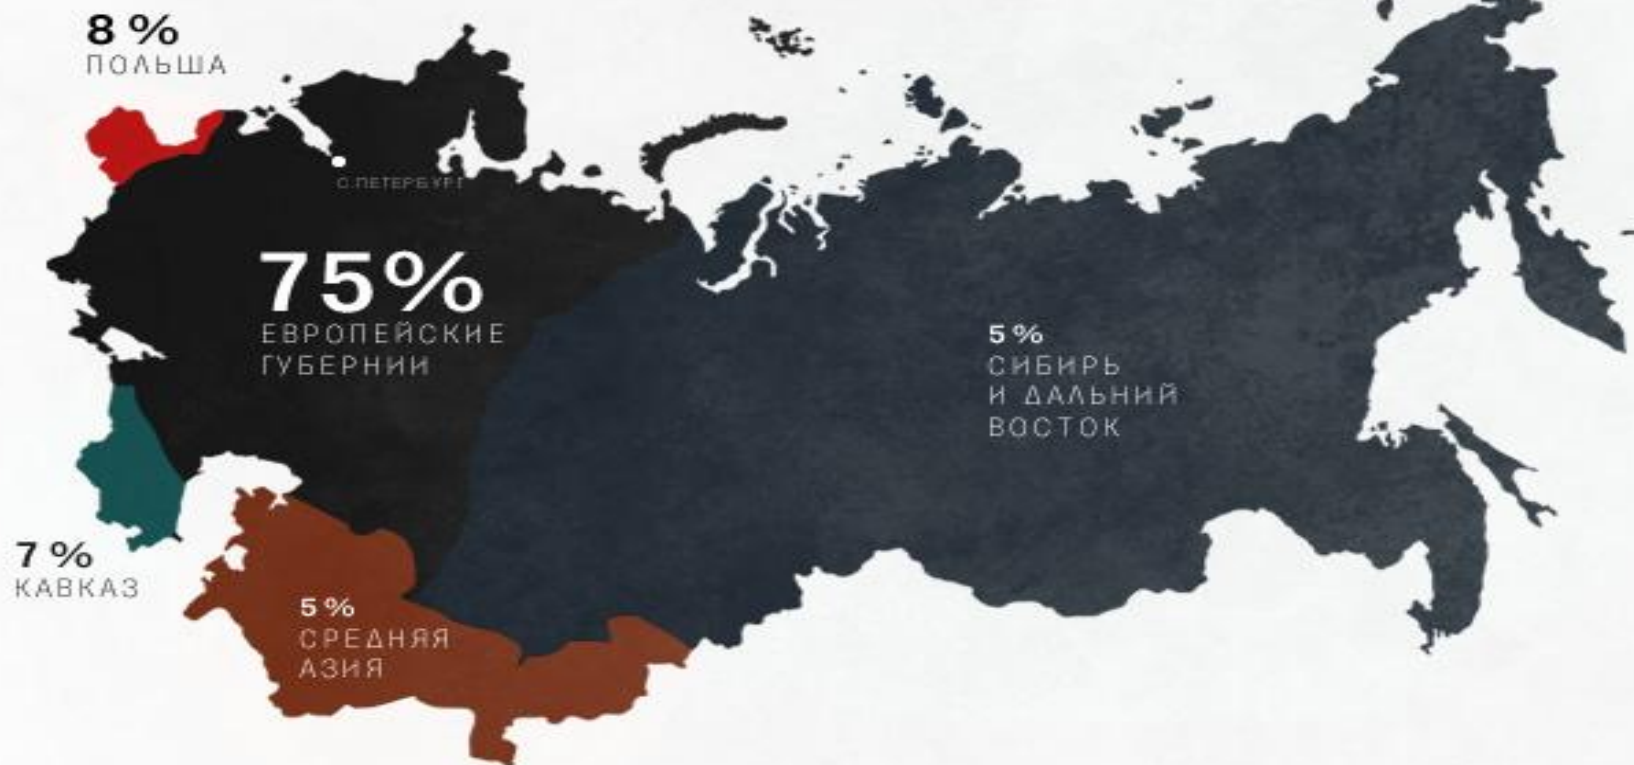 8 %
ПОЛЬША
С.ПЕТЕРБУРГ
75%
ЕВРОПЕЙСКИЕ
ГУБЕРНИИ
5 %
СИБИРЬ
И ДАЛЬНИЙ
ВОСТОК
7 %
КАВКАЗ
5 %
СРЕДНЯЯ
АЗИЯ